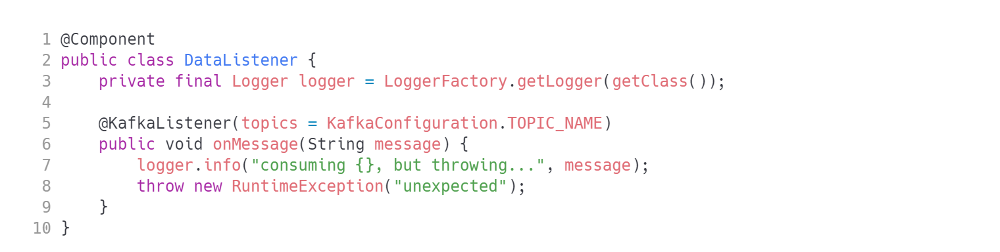 1 @Component
2 public class DataListener {
3     private final Logger logger = LoggerFactory.getLogger(getClass());
4
5     @KafkaListener(topics = KafkaConfiguration.TOPIC_NAME)
6     public void onMessage(String message) {
7         logger.info("consuming {}, but throwing...", message);
8         throw new RuntimeException("unexpected");
9     }
10 }